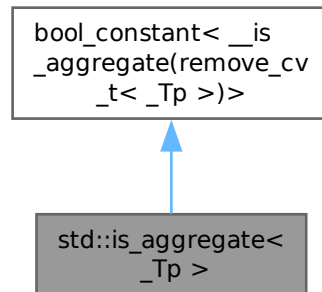 bool_constant< __is
_aggregate(remove_cv
_t< _Tp >)>
std::is_aggregate<
_Tp >